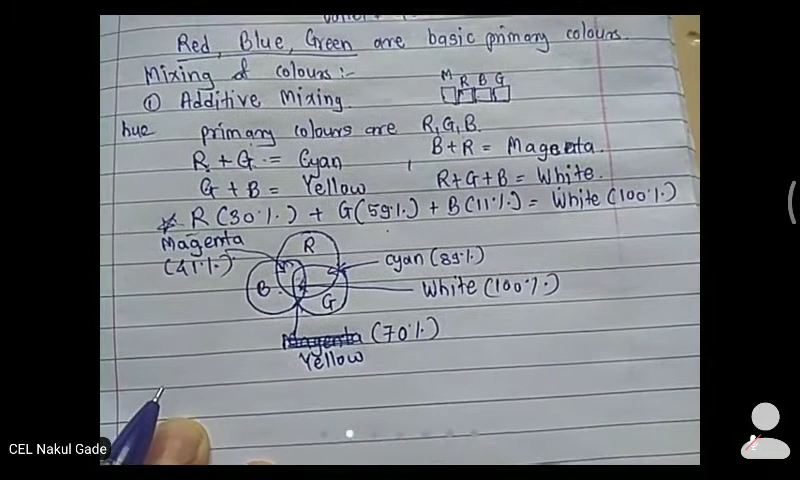 Red, Blue, Green are basic primary colours.
Mixing of colours :-
M R B G
① Additive Mixing.
hue primary colours are R, G, B.
R + G = Cyan
B + R = Magenta.
G + B = Yellow
R + G + B = White.
* R (30%) + G (59%) + B (11%) = White (100%)
Magenta
(41%)
R
Cyan (89%)
B
G
White (100%)
(70%)
Yellow
CEL Nakul Gade